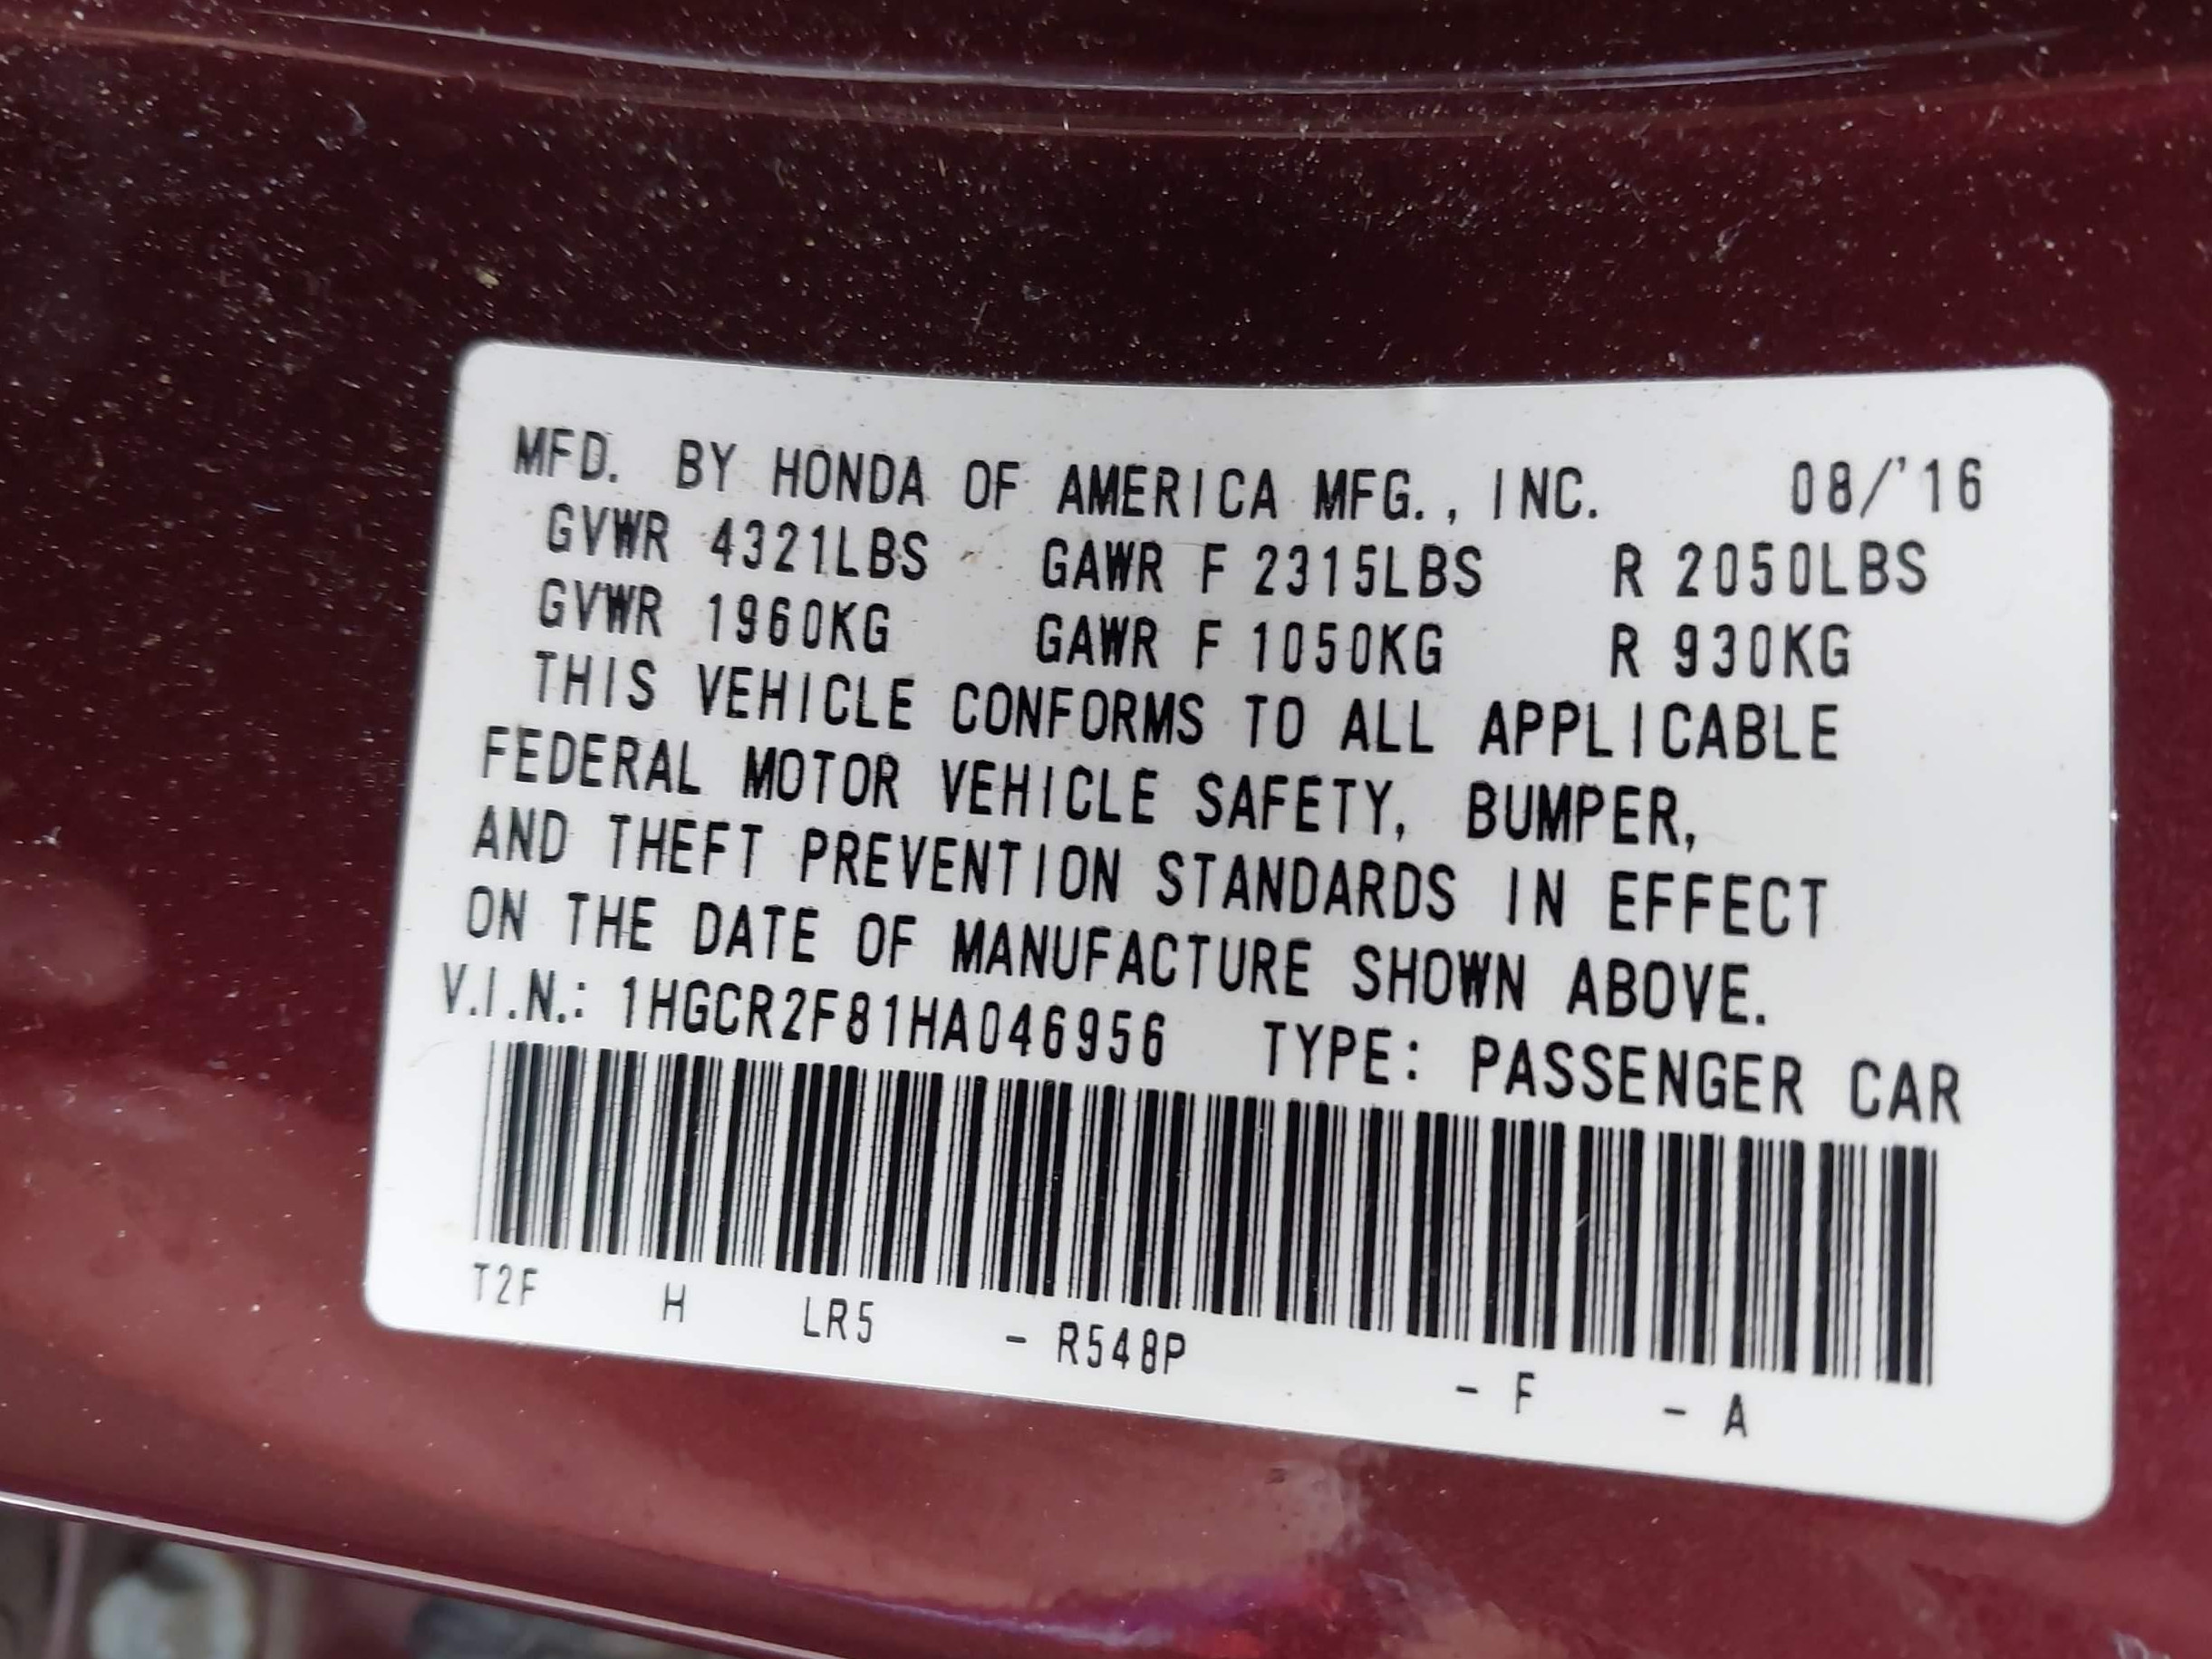 MFD. BY HONDA OF AMERICA MFG., INC. 08/'16
GVWR 4321LBS GAWR F 2315LBS R 2050LBS
GVWR 1960KG GAWR F 1050KG R 930KG
THIS VEHICLE CONFORMS TO ALL APPLICABLE
FEDERAL MOTOR VEHICLE SAFETY, BUMPER,
AND THEFT PREVENTION STANDARDS IN EFFECT
ON THE DATE OF MANUFACTURE SHOWN ABOVE.
V.I.N.: 1HGCR2F81HA046956 TYPE: PASSENGER CAR
T2F H LR5 - R548P - F - A